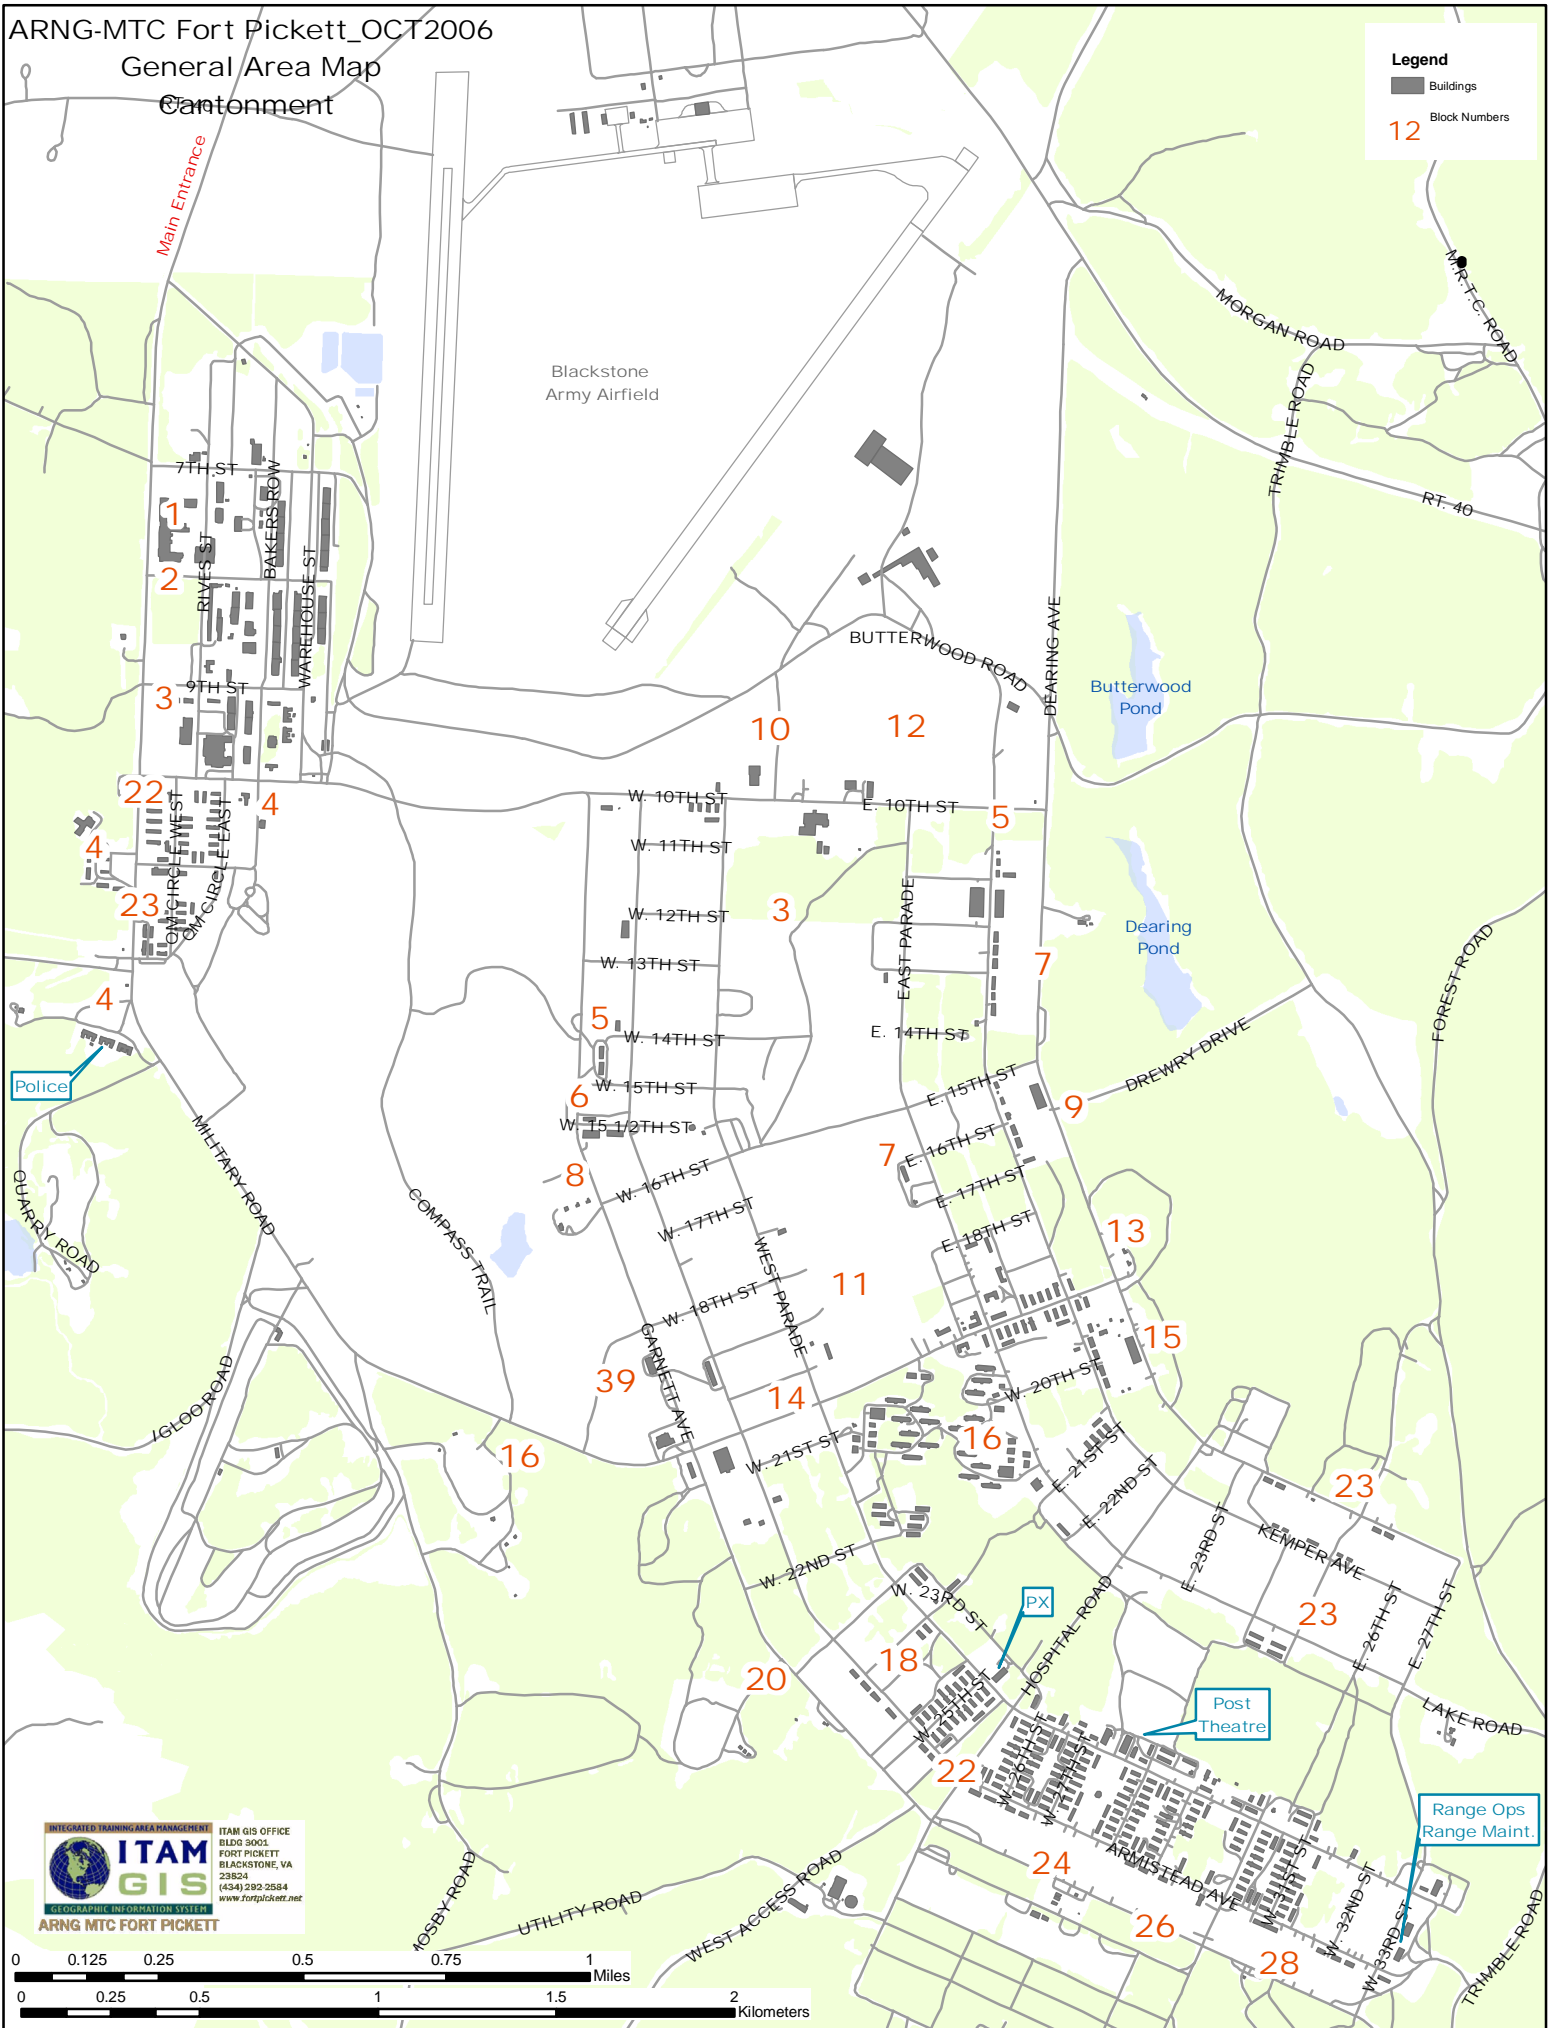 ARNG-MTC Fort Pickett_OCT2006
General Area Map
Cantonment
RT. 40
Main Entrance
Legend
Buildings
12 Block Numbers
M.R.T.C. ROAD
MORGAN ROAD
TRIMBLE ROAD
RT. 40
Blackstone
Army Airfield
7TH ST
BAKERS ROW
1
RIVES ST
WAREHOUSE ST
2
9TH ST
3
BUTTERWOOD ROAD
DEARING AVE
Butterwood
Pond
10
12
22
4
QM CIRCLE WEST
QM CIRCLE EAST
W. 10TH ST
E. 10TH ST
5
4
W. 11TH ST
23
W. 12TH ST
3
EAST PARADE
Dearing
Pond
W. 13TH ST
7
FOREST ROAD
4
5
W. 14TH ST
E. 14TH ST
Police
W. 15TH ST
E. 15TH ST
DREWRY DRIVE
6
9
W. 15 1/2TH ST
MILITARY ROAD
7
E. 16TH ST
8
W. 16TH ST
E. 17TH ST
QUARRY ROAD
COMPASS TRAIL
W. 17TH ST
E. 18TH ST
13
WEST PARADE
11
W. 18TH ST
GARNETT AVE
15
IGLOO ROAD
39
14
W. 20TH ST
16
W. 21ST ST
16
E. 21ST ST
E. 22ND ST
23
E. 23RD ST
KEMPER AVE
W. 22ND ST
W. 23RD ST
PX
HOSPITAL ROAD
23
E. 26TH ST
E. 27TH ST
18
20
W. 25TH ST
Post
Theatre
LAKE ROAD
22
W. 26TH ST
W. 27TH ST
Range Ops
Range Maint.
24
ARMISTEAD AVE
W. 31ST ST
W. 32ND ST
W. 33RD ST
26
28
TRIMBLE ROAD
MOSBY ROAD
UTILITY ROAD
WEST ACCESS ROAD
INTEGRATED TRAINING AREA MANAGEMENT
ITAM
GIS
GEOGRAPHIC INFORMATION SYSTEM
ARNG MTC FORT PICKETT
ITAM GIS OFFICE
BLDG 3001
FORT PICKETT
BLACKSTONE, VA
23824
(434) 292-2584
www.fortpickett.net
0 0.125 0.25 0.5 0.75 1
Miles
0 0.25 0.5 1 1.5 2
Kilometers